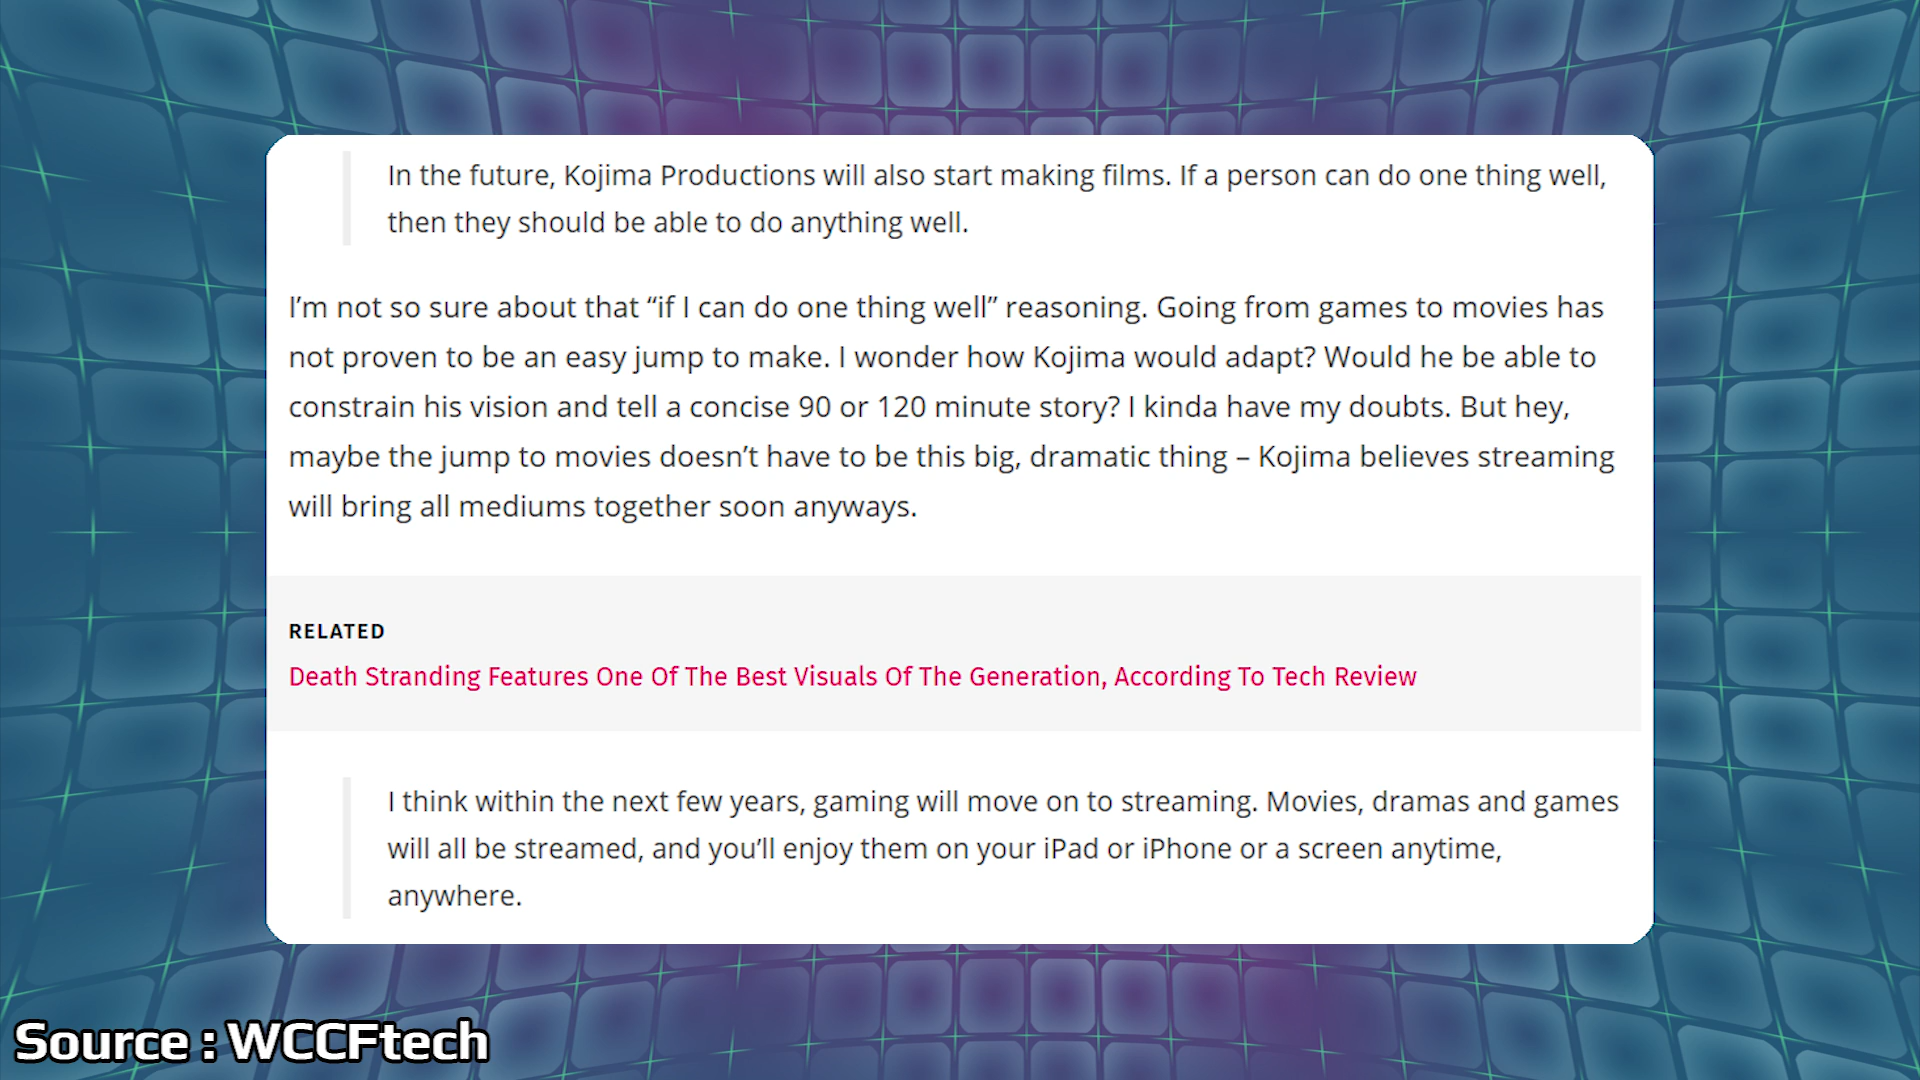 In the future, Kojima Productions will also start making films. If a person can do one thing well,
then they should be able to do anything well.
I’m not so sure about that “if I can do one thing well” reasoning. Going from games to movies has
not proven to be an easy jump to make. I wonder how Kojima would adapt? Would he be able to
constrain his vision and tell a concise 90 or 120 minute story? I kinda have my doubts. But hey,
maybe the jump to movies doesn’t have to be this big, dramatic thing – Kojima believes streaming
will bring all mediums together soon anyways.
RELATED
Death Stranding Features One Of The Best Visuals Of The Generation, According To Tech Review
I think within the next few years, gaming will move on to streaming. Movies, dramas and games
will all be streamed, and you’ll enjoy them on your iPad or iPhone or a screen anytime,
anywhere.
Source : WCCFtech